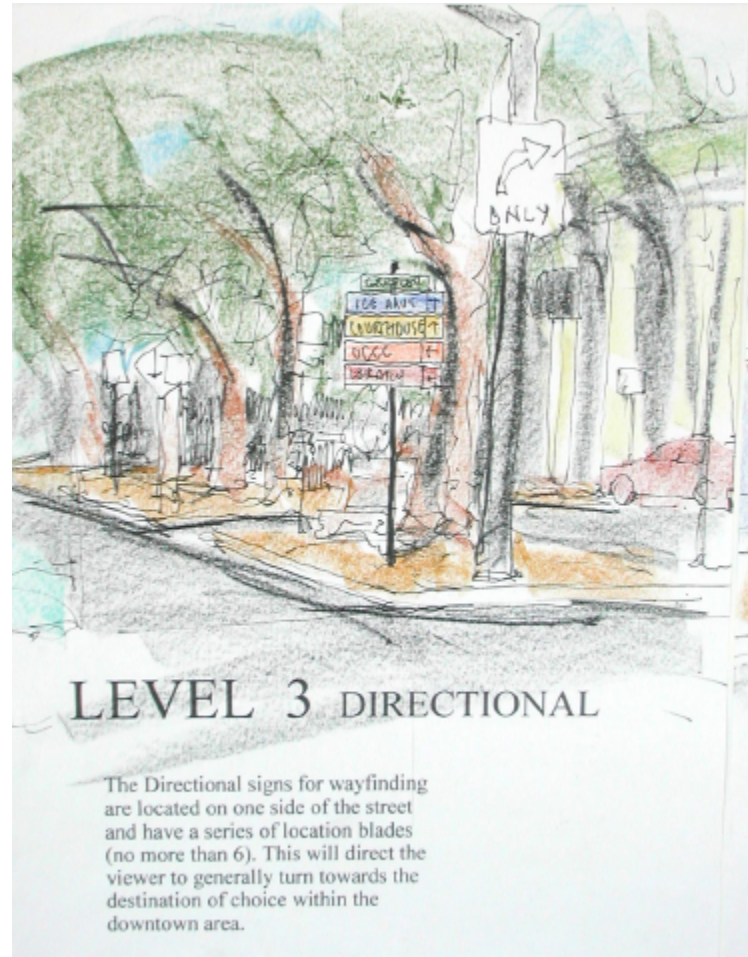 ONLY
COURTHOUSE
UCCC
LEVEL 3 DIRECTIONAL
The Directional signs for wayfinding
are located on one side of the street
and have a series of location blades
(no more than 6). This will direct the
viewer to generally turn towards the
destination of choice within the
downtown area.